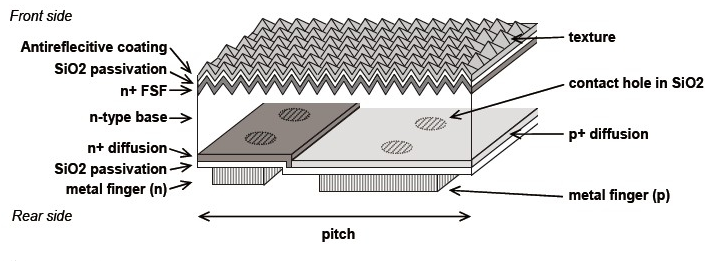 Front side
Antireflecitive coating
SiO2 passivation
n+ FSF
n-type base
n+ diffusion
SiO2 passivation
metal finger (n)
Rear side
texture
contact hole in SiO2
p+ diffusion
metal finger (p)
pitch